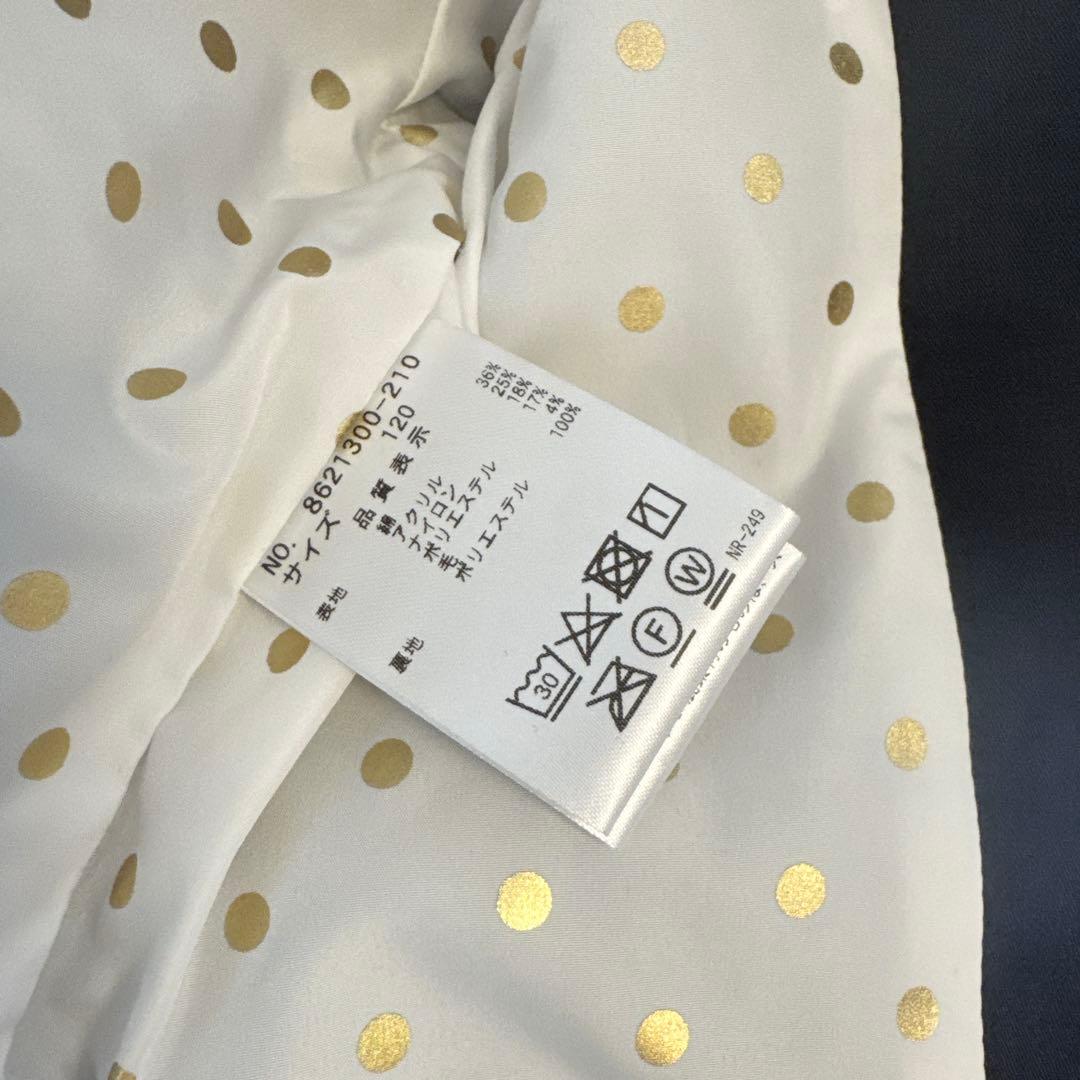 NO. 8621300-210
サイズ 120
品質表示
表地 綿 36%
アクリル 25%
ナイロン 18%
ポリエステル 17%
毛 4%
裏地 ポリエステル 100%
30
F
W
NR-249